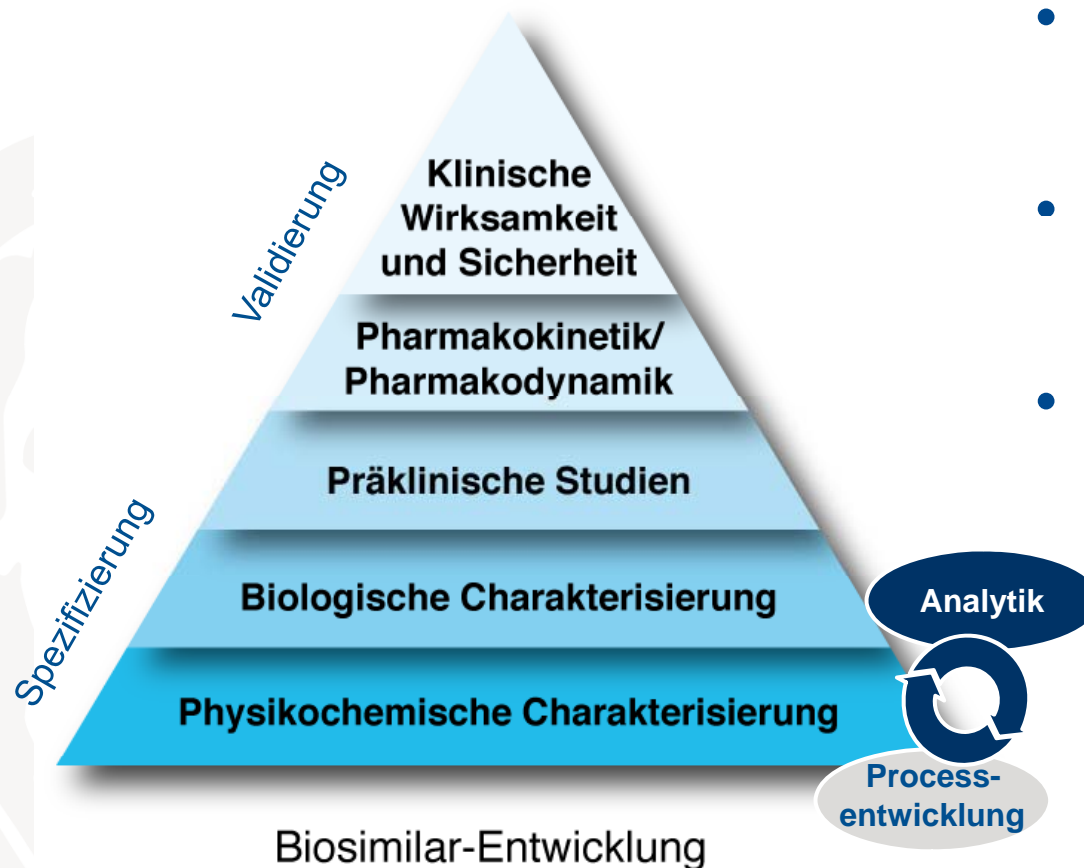 Klinische
Wirksamkeit
und Sicherheit
Validierung
Pharmakokinetik/
Pharmakodynamik
Präklinische Studien
Spezifizierung
Biologische Charakterisierung
Analytik
Physikochemische Charakterisierung
Process-
entwicklung
Biosimilar-Entwicklung